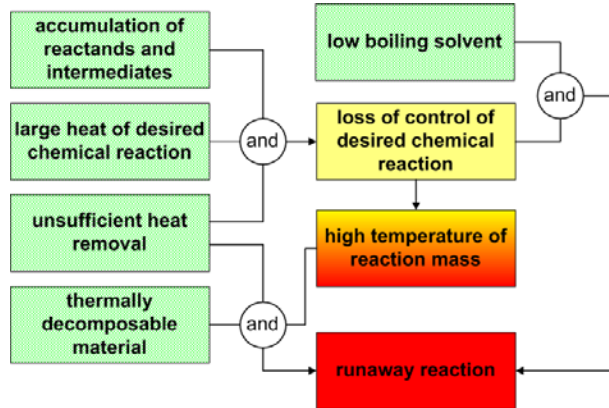 accumulation of
reactands and
intermediates
low boiling solvent
and
large heat of desired
chemical reaction
and
loss of control of
desired chemical
reaction
unsufficient heat
removal
high temperature of
reaction mass
thermally
decomposable
material
and
runaway reaction